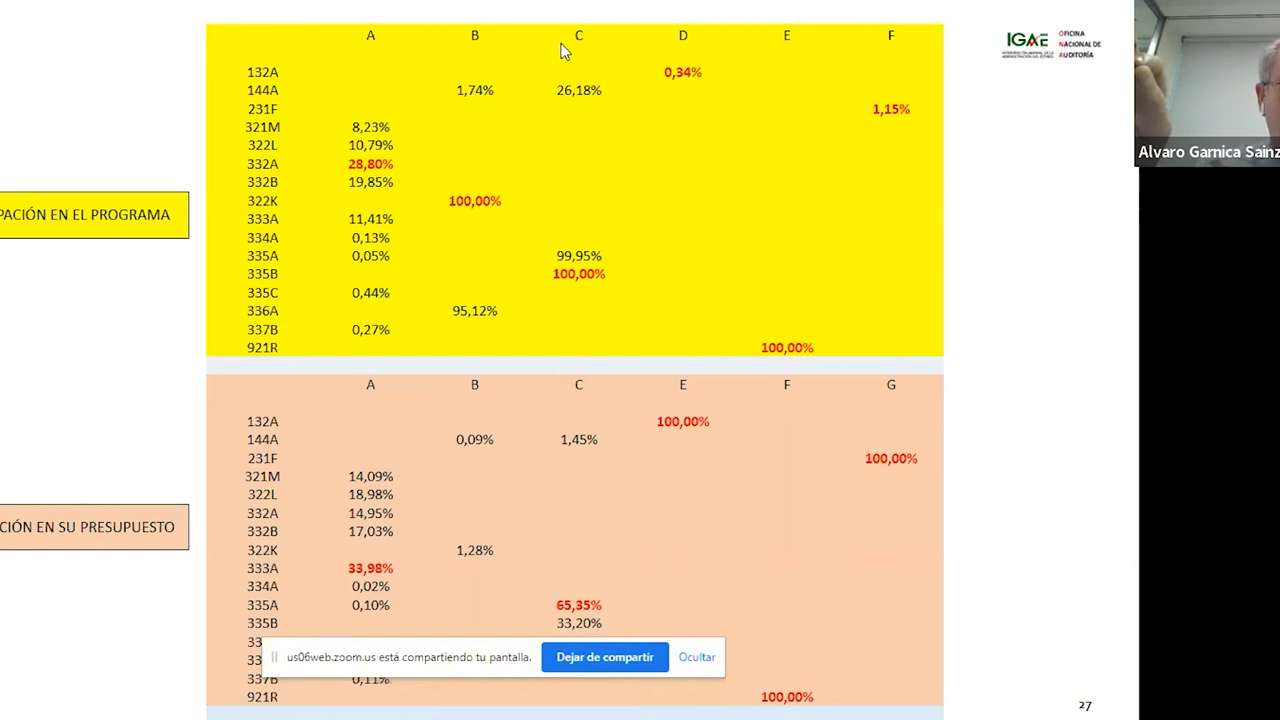 A B C D E F
132A 0,34%
144A 1,74% 26,18%
231F 1,15%
321M 8,23%
322L 10,79%
332A 28,80%
332B 19,85%
PACIÓN EN EL PROGRAMA
322K 100,00%
333A 11,41%
334A 0,13%
335A 0,05% 99,95%
335B 100,00%
335C 0,44%
336A 95,12%
337B 0,27%
921R 100,00%
A B C E F G
132A 100,00%
144A 0,09% 1,45%
231F 100,00%
321M 14,09%
322L 18,98%
332A 14,95%
CIÓN EN SU PRESUPUESTO
332B 17,03%
322K 1,28%
333A 33,98%
334A 0,02%
335A 0,10% 65,35%
335B 33,20%
us06web.zoom.us está compartiendo tu pantalla. Dejar de compartir Ocultar
337B 0,11%
921R 100,00%
27
IGAE
OFICINA
NACIONAL DE
AUDITORÍA
Alvaro Garnica Sainz